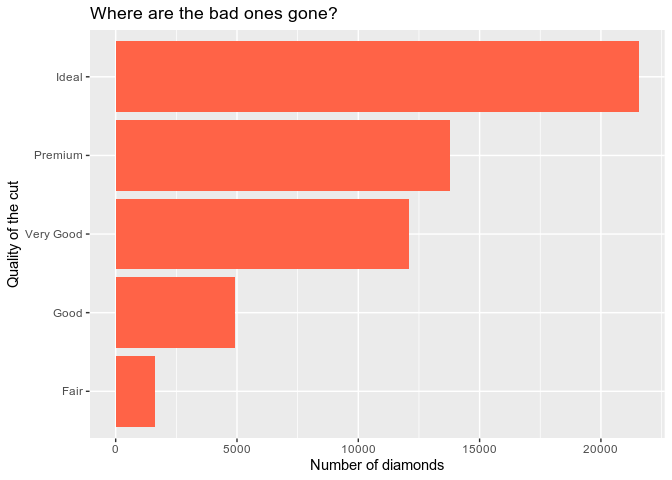 Where are the bad ones gone?
Quality of the cut
Ideal
Premium
Very Good
Good
Fair
0 5000 10000 15000 20000
Number of diamonds